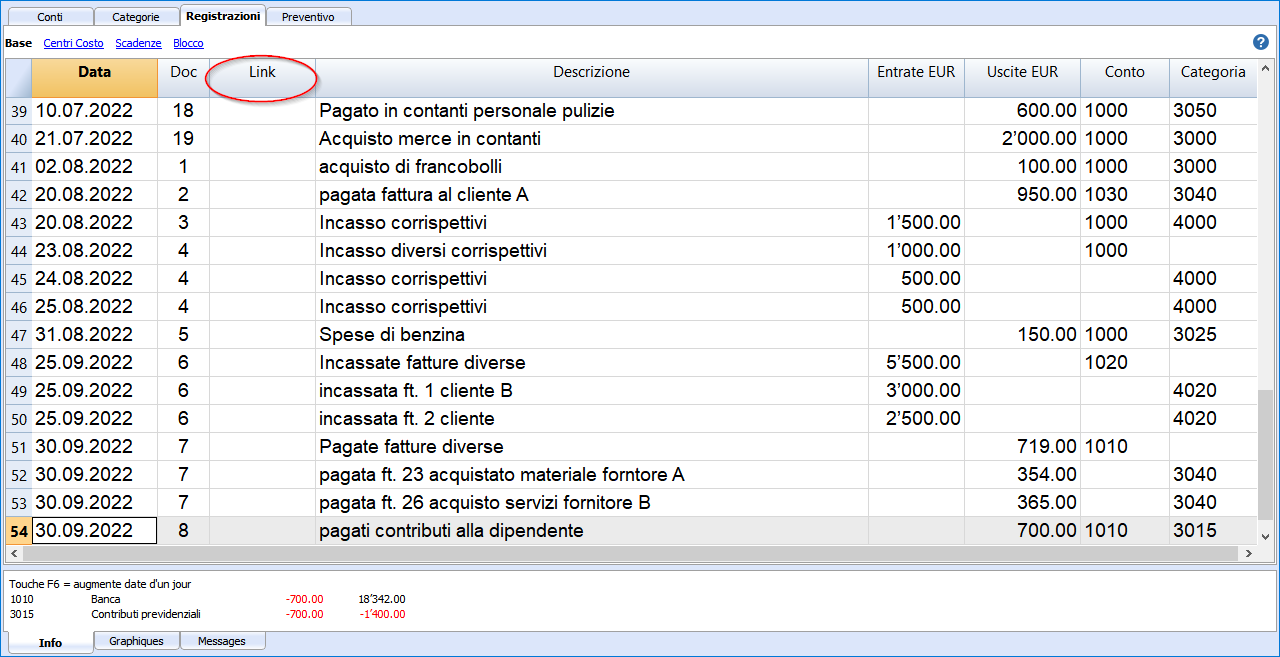 Conti Categorie Registrazioni Preventivo
Base Centri Costo Scadenze Blocco ?
Data Doc Link Descrizione Entrate EUR Uscite EUR Conto Categoria
39 10.07.2022 18 Pagato in contanti personale pulizie 600.00 1000 3050
40 21.07.2022 19 Acquisto merce in contanti 2’000.00 1000 3000
41 02.08.2022 1 acquisto di francobolli 100.00 1000 3000
42 20.08.2022 2 pagata fattura al cliente A 950.00 1030 3040
43 20.08.2022 3 Incasso corrispettivi 1’500.00 1000 4000
44 23.08.2022 4 Incasso diversi corrispettivi 1’000.00 1000
45 24.08.2022 4 Incasso corrispettivi 500.00 4000
46 25.08.2022 4 Incasso corrispettivi 500.00 4000
47 31.08.2022 5 Spese di benzina 150.00 1000 3025
48 25.09.2022 6 Incassate fatture diverse 5’500.00 1020
49 25.09.2022 6 incassata ft. 1 cliente B 3’000.00 4020
50 25.09.2022 6 incassata ft. 2 cliente 2’500.00 4020
51 30.09.2022 7 Pagate fatture diverse 719.00 1010
52 30.09.2022 7 pagata ft. 23 acquistato materiale forntore A 354.00 3040
53 30.09.2022 7 pagata ft. 26 acquisto servizi fornitore B 365.00 3040
54 30.09.2022 8 pagati contributi alla dipendente 700.00 1010 3015
Touche F6 = augmente date d'un jour
1010 Banca -700.00 18’342.00
3015 Contributi previdenziali -700.00 -1’400.00
Info Graphiques Messages